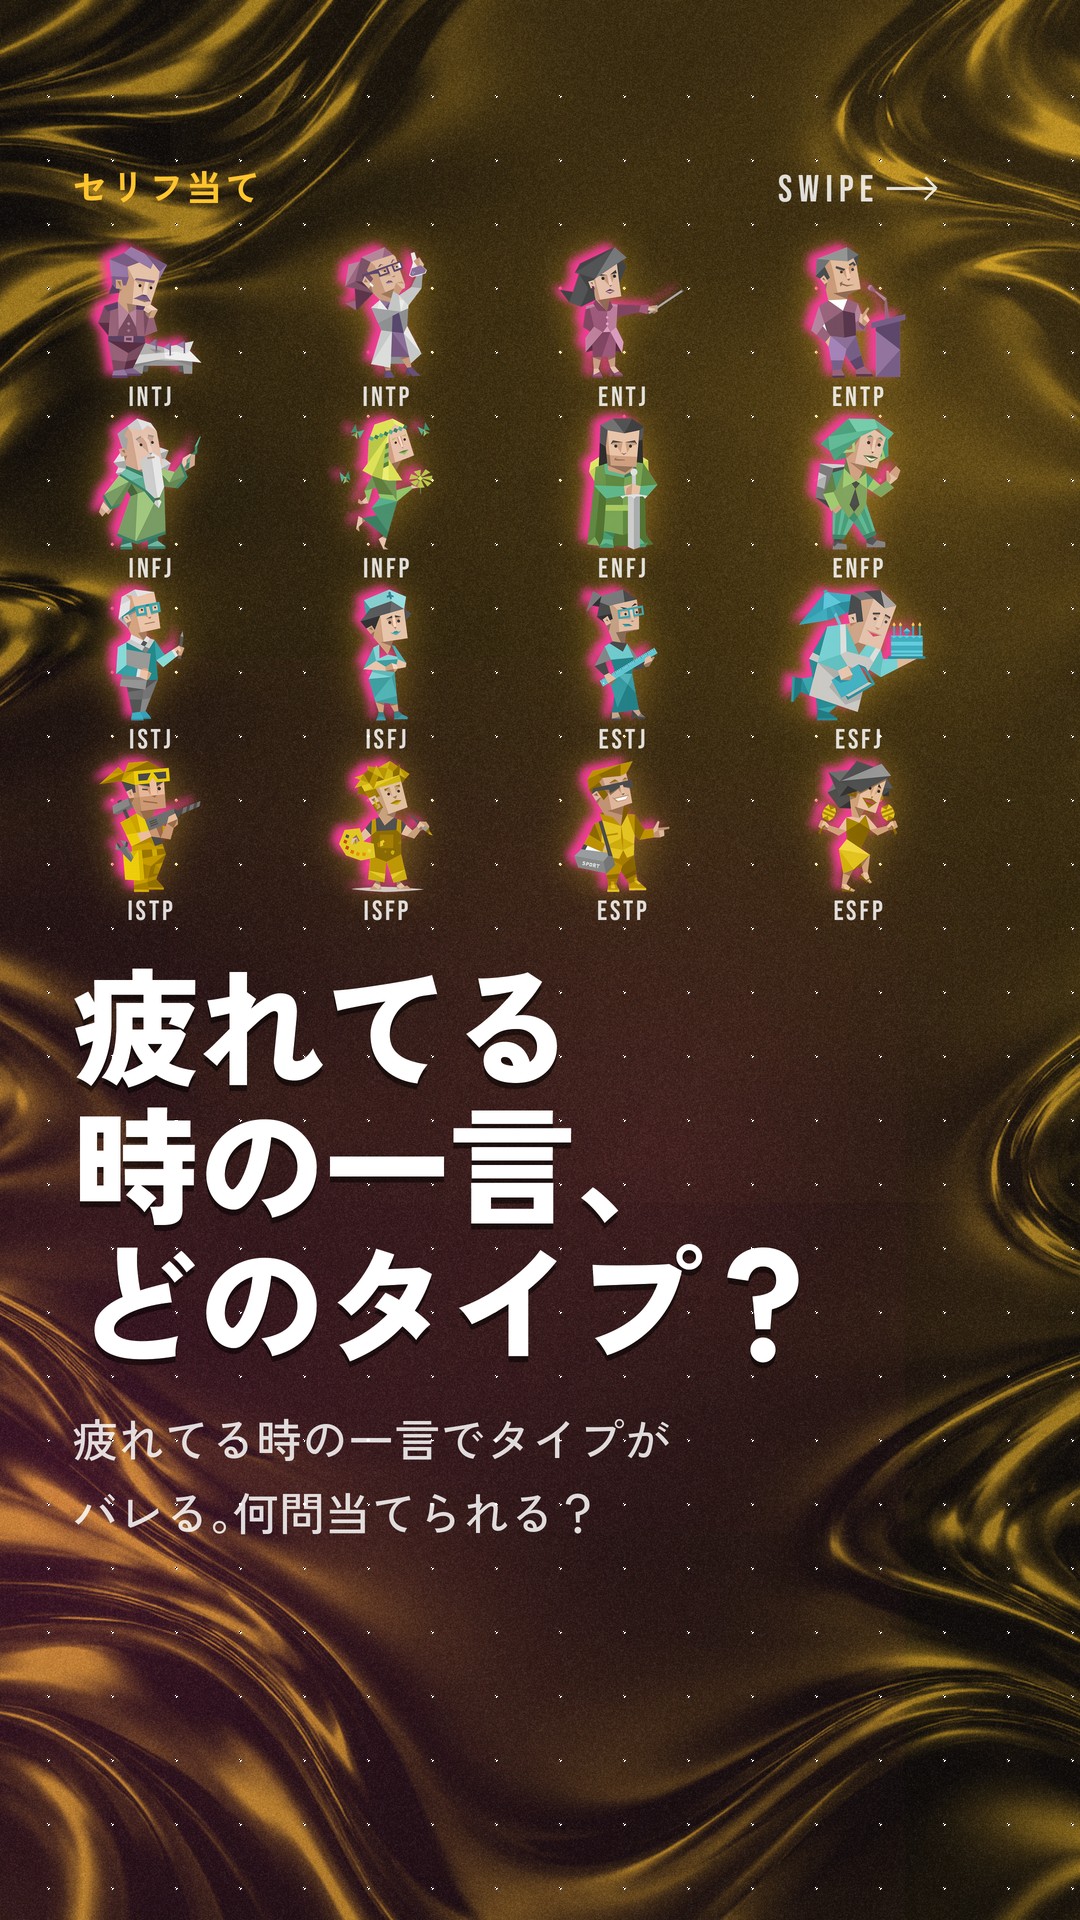 セリフ当て
SWIPE →
INTJ
INTP
ENTJ
ENTP
INFJ
INFP
ENFJ
ENFP
ISTJ
ISFJ
ESTJ
ESFJ
SPORT
ISTP
ISFP
ESTP
ESFP
疲れてる
時の一言、
どのタイプ？
疲れてる時の一言でタイプが
バレる。何問当てられる？